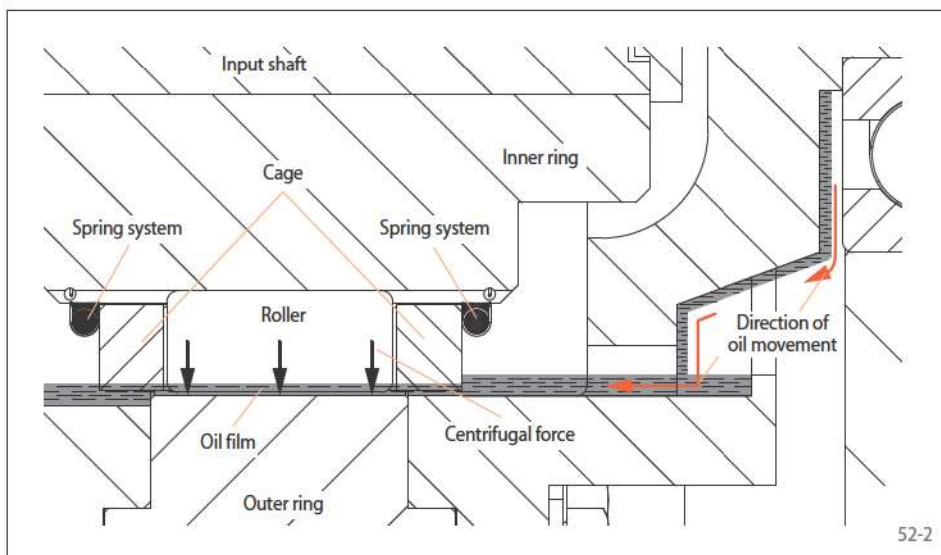 Input shaft
Inner ring
Cage
Spring system
Spring system
Roller
Direction of
oil movement
Oil film
Centrifugal force
Outer ring
52-2